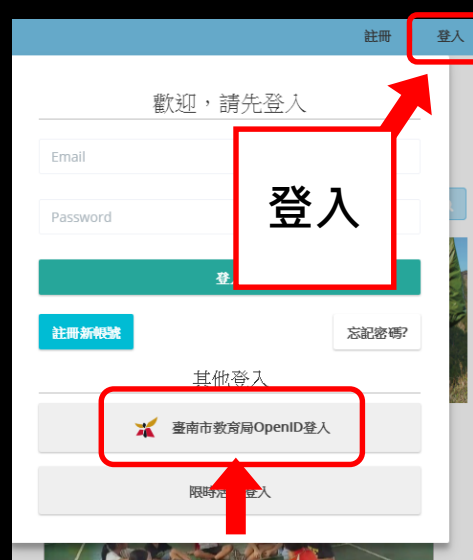 註冊 登入
歡迎，請先登入
Email
登入
Password
登
註冊新帳號 忘記密碼?
其他登入
臺南市教育局OpenID登入
限時 登入